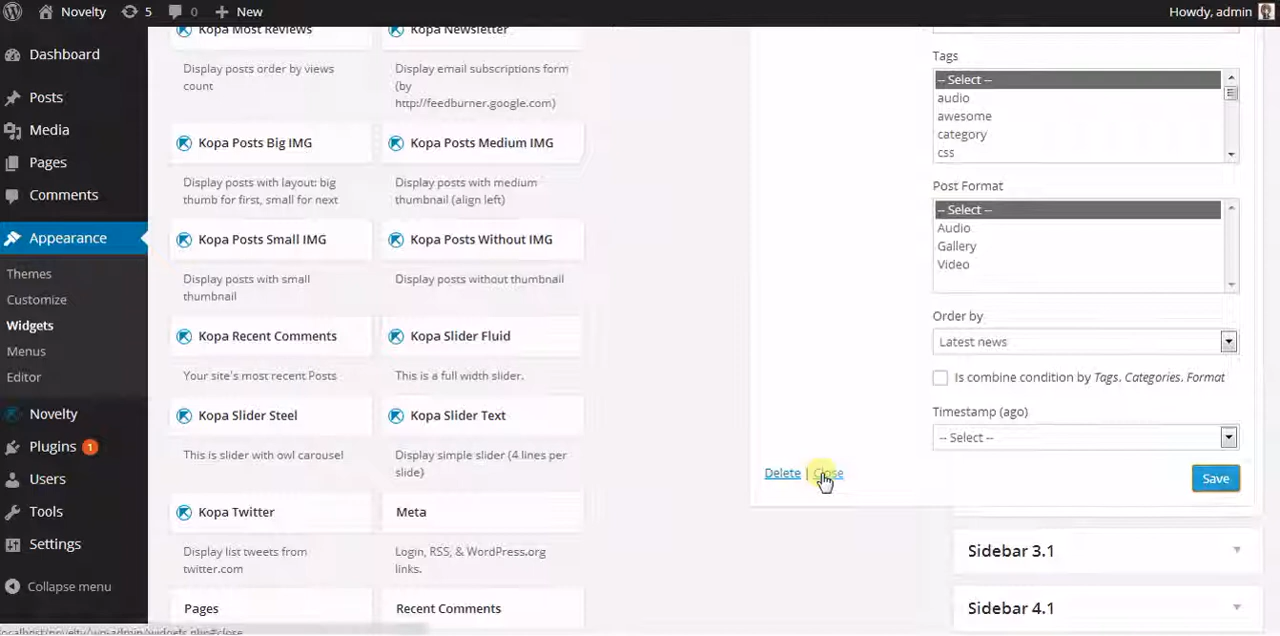 Novelty 5 0 New Howdy, admin
Dashboard
Posts
Media
Pages
Comments
Appearance
Themes
Customize
Widgets
Menus
Editor
Novelty
Plugins 1
Users
Tools
Settings
Collapse menu
Kopa Most Reviews
Display posts order by views
count
Kopa Newsletter
Display email subscriptions form
(by
http://feedburner.google.com)
Kopa Posts Big IMG
Display posts with layout: big
thumb for first, small for next
Kopa Posts Medium IMG
Display posts with medium
thumbnail (align left)
Kopa Posts Small IMG
Display posts with small
thumbnail
Kopa Posts Without IMG
Display posts without thumbnail
Kopa Recent Comments
Your site's most recent Posts
Kopa Slider Fluid
This is a full width slider.
Kopa Slider Steel
This is slider with owl carousel
Kopa Slider Text
Display simple slider (4 lines per
slide)
Kopa Twitter
Display list tweets from
twitter.com
Meta
Login, RSS, & WordPress.org
links.
Pages
Recent Comments
Tags
-- Select --
audio
awesome
category
css
Post Format
-- Select --
Audio
Gallery
Video
Order by
Latest news
Is combine condition by Tags, Categories, Format
Timestamp (ago)
-- Select --
Delete | Close
Save
Sidebar 3.1
Sidebar 4.1